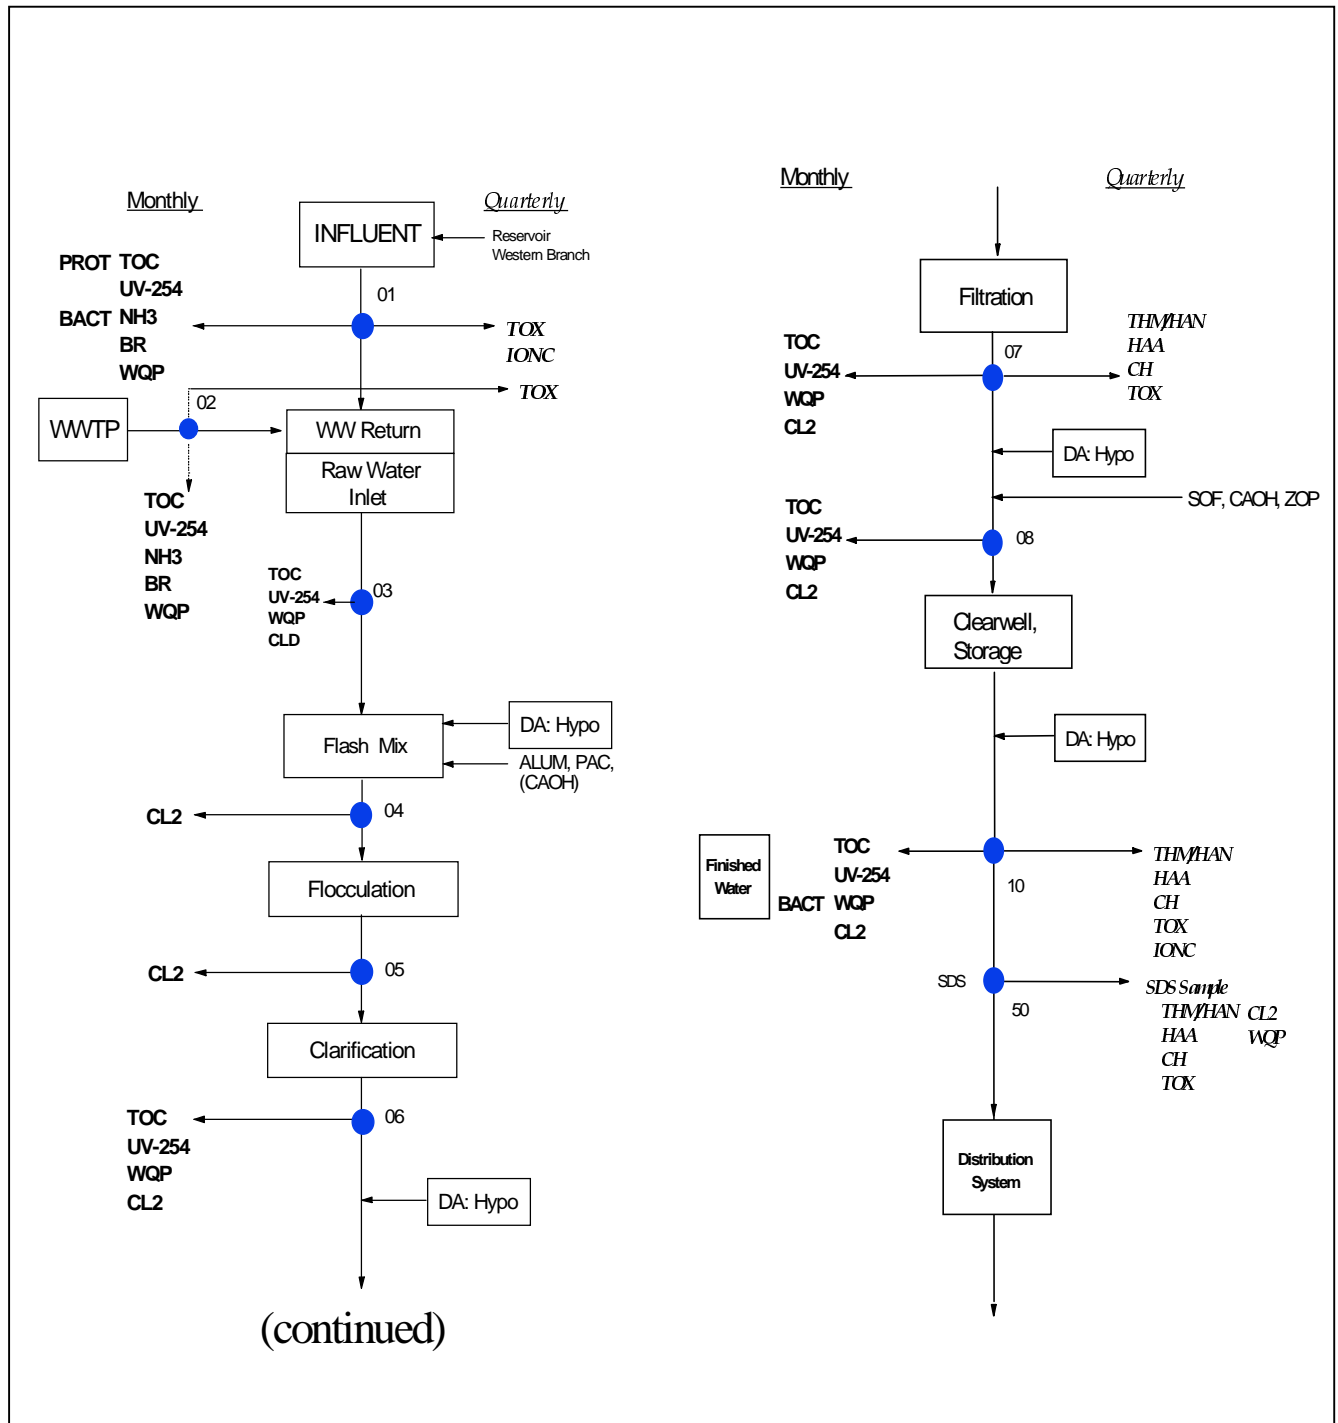 Monthly
Quarterly
INFLUENT
Reservoir
Western Branch
PROT TOC
UV-254
BACT NH3
BR
WQP
01
TOX
IONC
TOX
02
WWTP
WW Return
Raw Water
Inlet
TOC
UV-254
NH3
BR
WQP
TOC
UV-254
WQP
CLD
03
Flash Mix
DA: Hypo
ALUM, PAC,
(CAOH)
CL2
04
Flocculation
CL2
05
Clarification
TOC
UV-254
WQP
CL2
06
DA: Hypo
(continued)
Monthly
Quarterly
Filtration
TOC
UV-254
WQP
CL2
07
THM/HAN
HAA
CH
TOX
DA: Hypo
SOF, CAOH, ZOP
TOC
UV-254
WQP
CL2
08
Clearwell,
Storage
DA: Hypo
Finished
Water
TOC
UV-254
BACT WQP
CL2
10
THM/HAN
HAA
CH
TOX
IONC
SDS
50
SDS Sample
THM/HAN CL2
HAA WQP
CH
TOX
Distribution
System